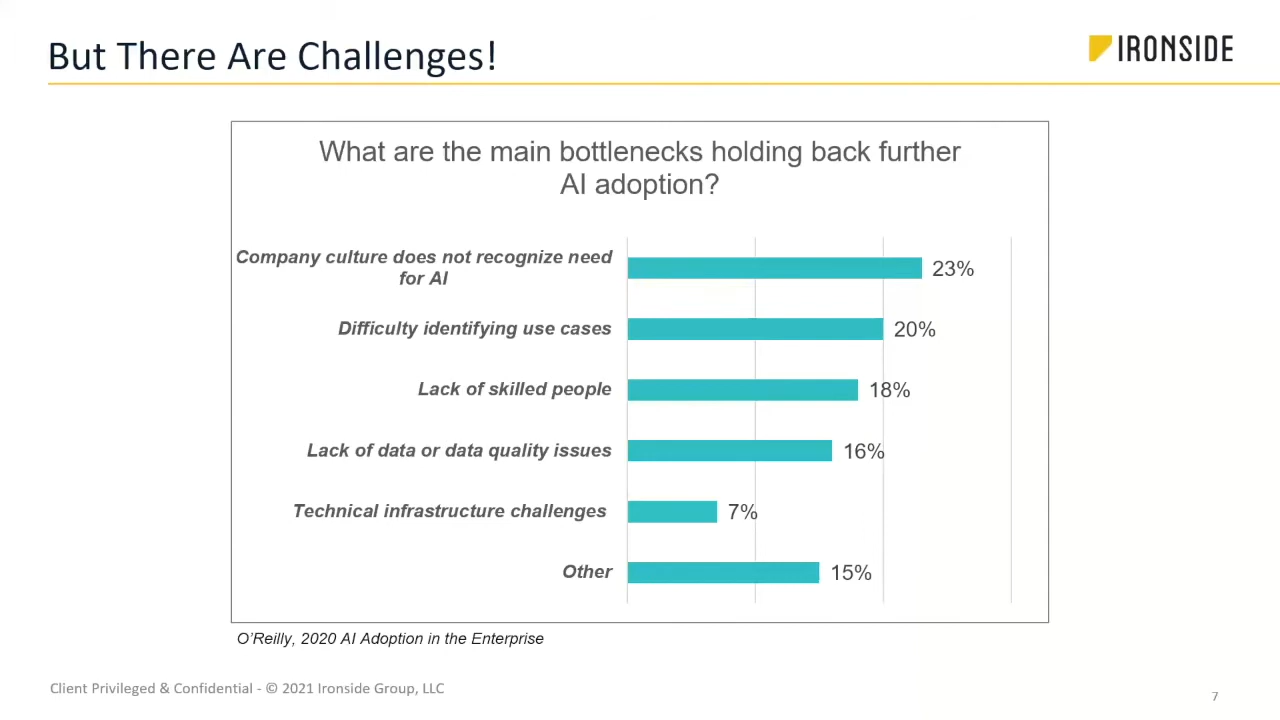 But There Are Challenges!
IRONSIDE
What are the main bottlenecks holding back further
AI adoption?
Company culture does not recognize need
for AI
23%
Difficulty identifying use cases
20%
Lack of skilled people
18%
Lack of data or data quality issues
16%
Technical infrastructure challenges
7%
Other
15%
O’Reilly, 2020 AI Adoption in the Enterprise
Client Privileged & Confidential - © 2021 Ironside Group, LLC
7